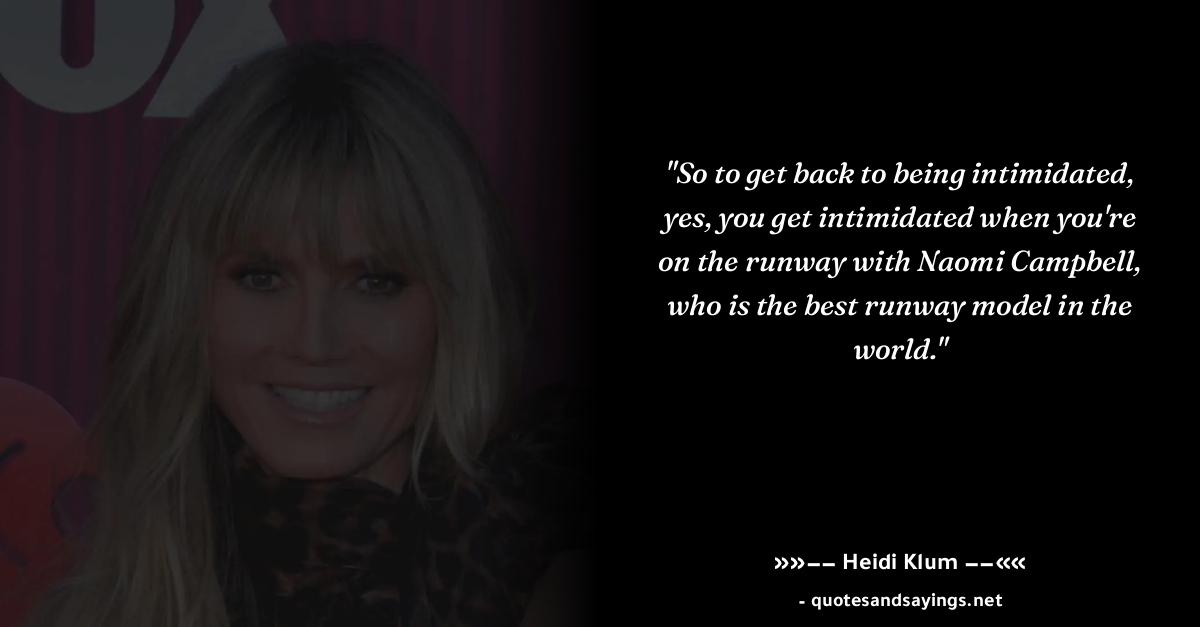 UX
"So to get back to being intimidated,
yes, you get intimidated when you're
on the runway with Naomi Campbell,
who is the best runway model in the
world."
»»−− Heidi Klum −−««
- quotesandsayings.net